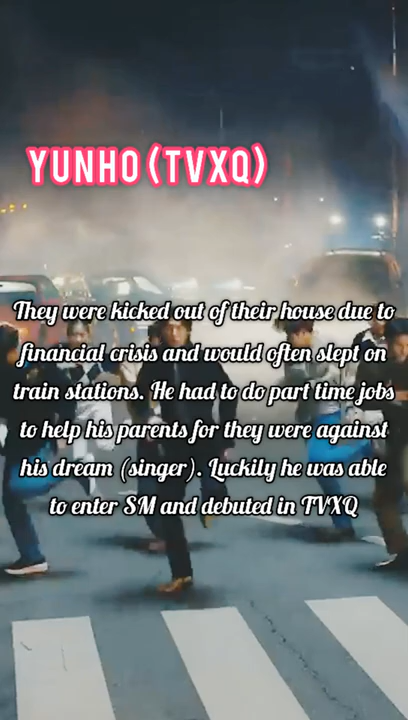 YUNHO (TVXQ)
They were kicked out of their house due to
financial crisis and would often slept on
train stations. He had to do part time jobs
to help his parents for they were against
his dream (singer). Luckily he was able
to enter SM and debuted in TVXQ